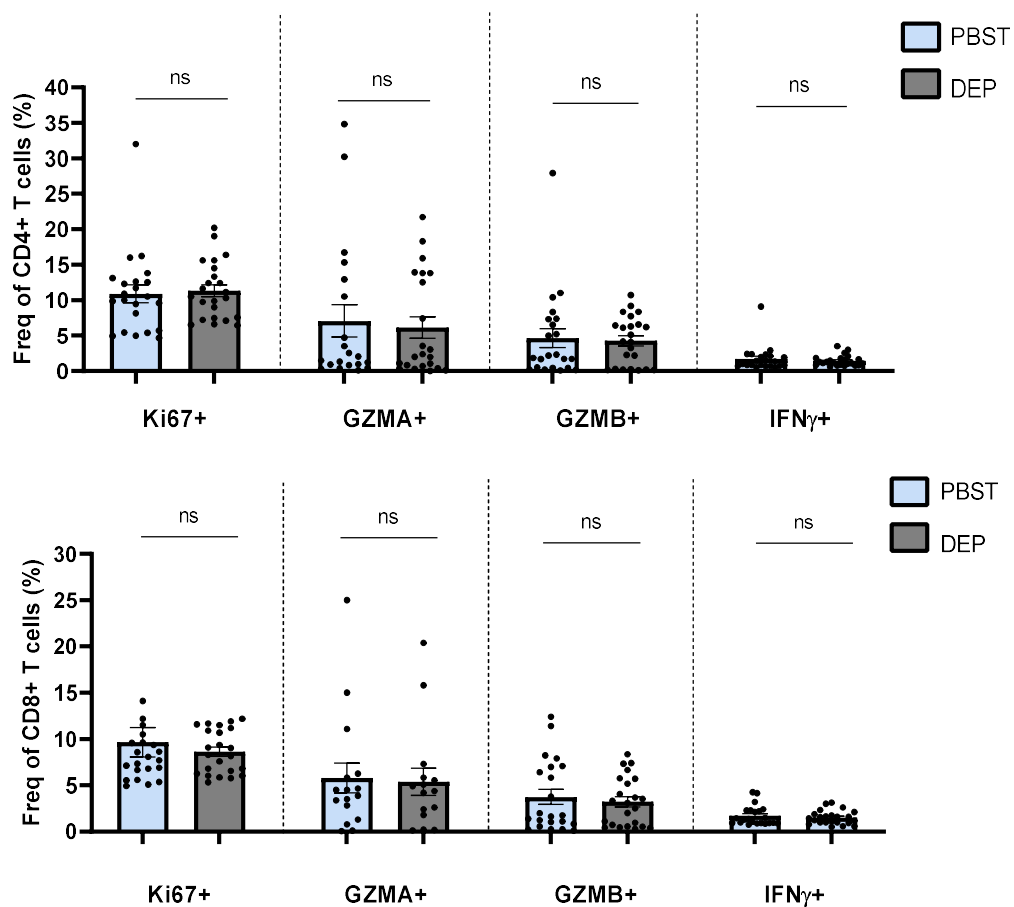 PBST
DEP
ns ns ns ns
Freq of CD4+ T cells (%)
40
35
30
25
20
15
10
5
0
Ki67+ GZMA+ GZMB+ IFNγ+
PBST
DEP
ns ns ns ns
Freq of CD8+ T cells (%)
30
25
20
15
10
5
0
Ki67+ GZMA+ GZMB+ IFNγ+